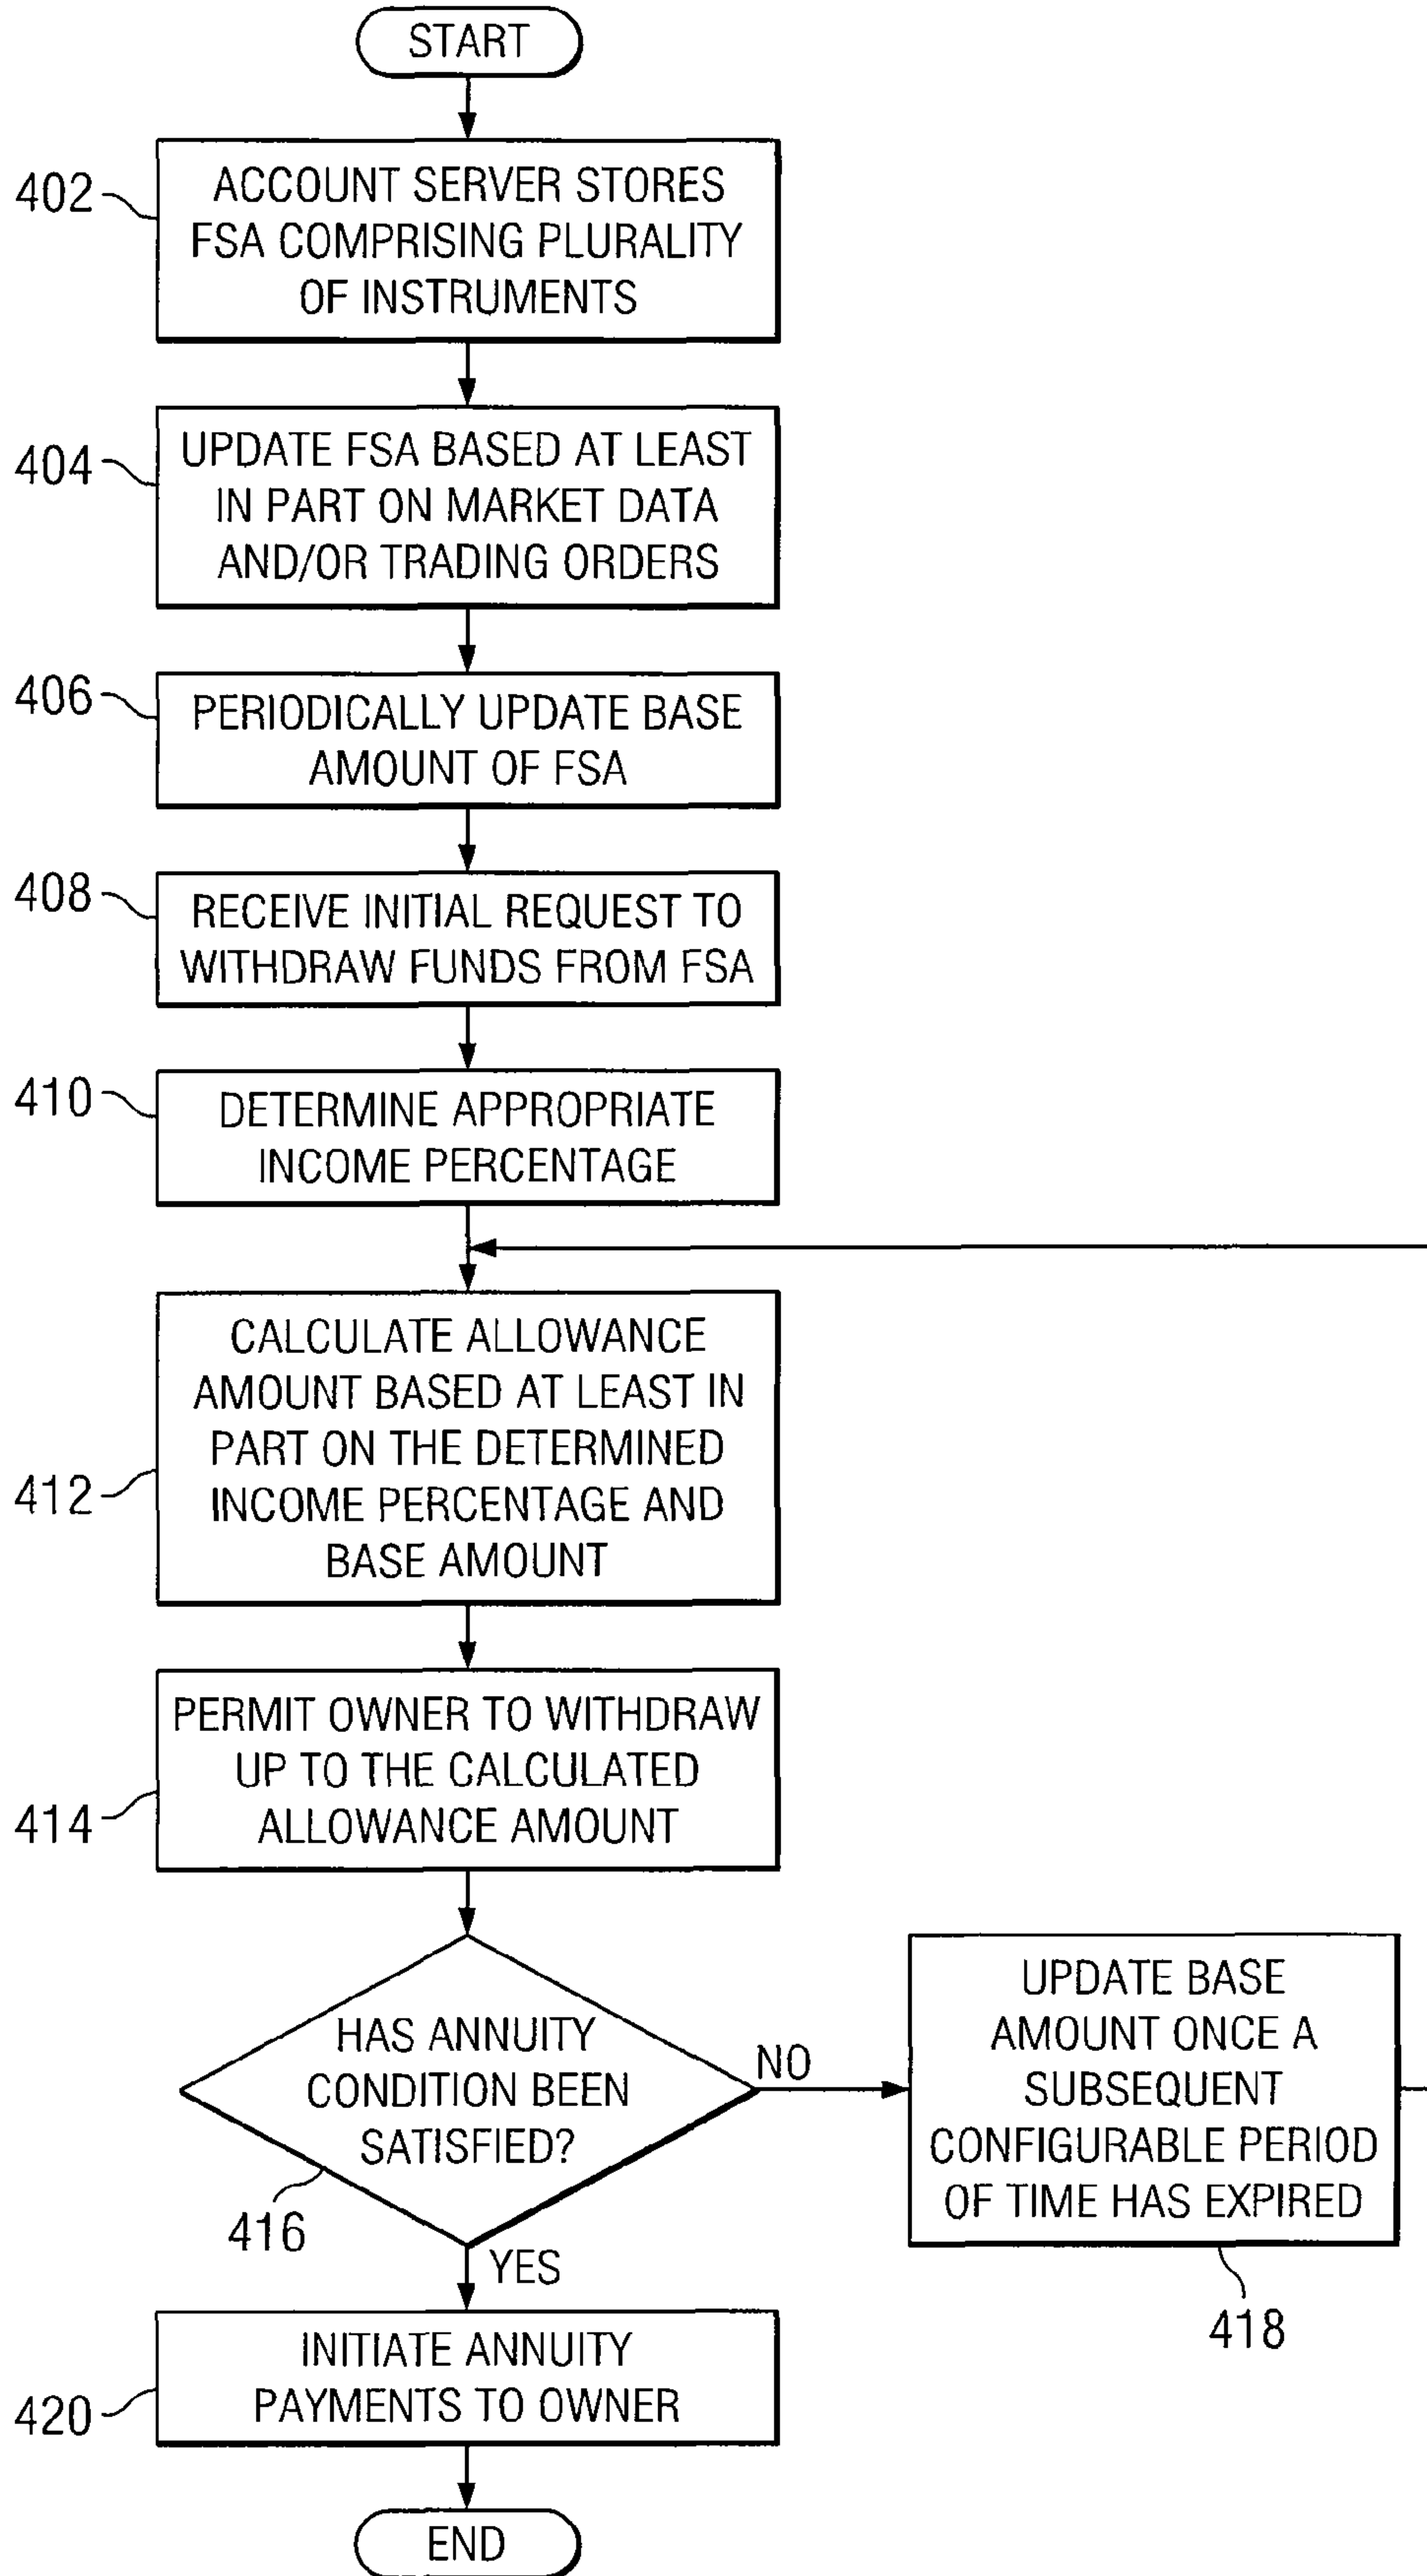 START
402
ACCOUNT SERVER STORES
FSA COMPRISING PLURALITY
OF INSTRUMENTS
404
UPDATE FSA BASED AT LEAST
IN PART ON MARKET DATA
AND/OR TRADING ORDERS
406
PERIODICALLY UPDATE BASE
AMOUNT OF FSA
408
RECEIVE INITIAL REQUEST TO
WITHDRAW FUNDS FROM FSA
410
DETERMINE APPROPRIATE
INCOME PERCENTAGE
412
CALCULATE ALLOWANCE
AMOUNT BASED AT LEAST IN
PART ON THE DETERMINED
INCOME PERCENTAGE AND
BASE AMOUNT
414
PERMIT OWNER TO WITHDRAW
UP TO THE CALCULATED
ALLOWANCE AMOUNT
HAS ANNUITY
CONDITION BEEN
SATISFIED?
416
NO
UPDATE BASE
AMOUNT ONCE A
SUBSEQUENT
CONFIGURABLE PERIOD
OF TIME HAS EXPIRED
418
YES
420
INITIATE ANNUITY
PAYMENTS TO OWNER
END